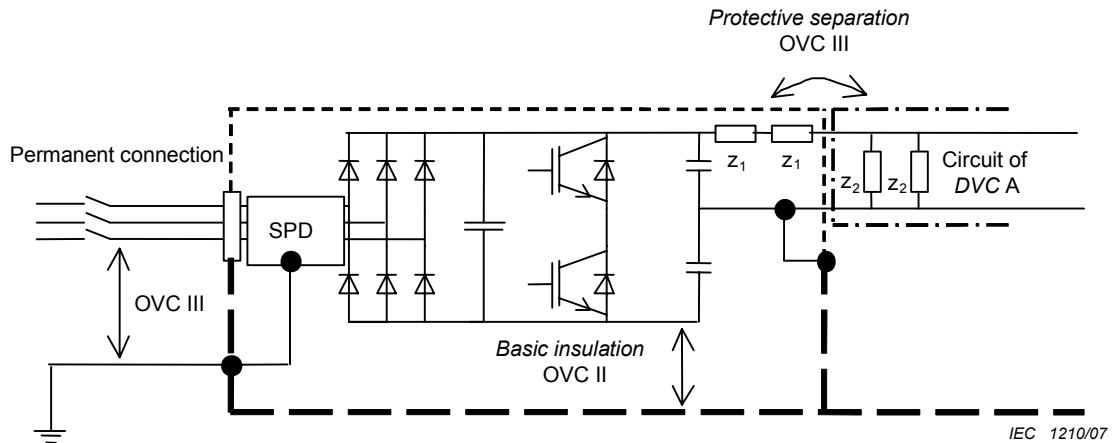 Protective separation
OVC III
Permanent connection
z1
z1
z2
z2
Circuit of
DVC A
SPD
OVC III
Basic insulation
OVC II
IEC 1210/07